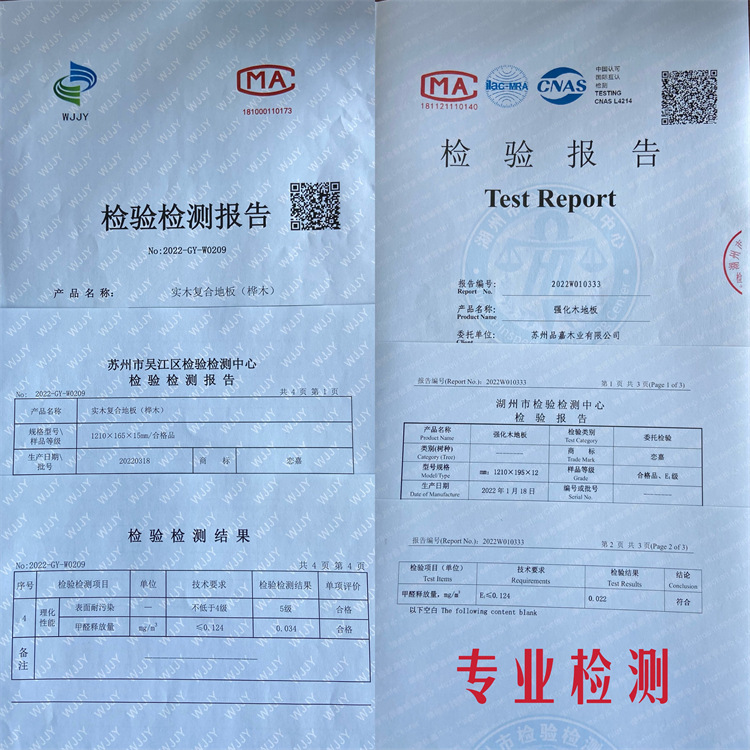 WJJY
CMA
181000110173
检验检测报告
No:2022-GY-W0209
产品名称: 实木复合地板（桦木）
苏州市吴江区检验检测中心
检验检测报告
No: 2022-GY-W0209 共 4 页 第 1 页
产品名称 实木复合地板（桦木）
规格型号\样品等级 1210×165×15mm/合格品
生产日期\批号 20220318 商 标 恋嘉
检验检测结果
No:2022-GY-W0209 共 4 页 第 4 页
序号 检验检测项目 单位 技术要求 检验检测结果 单项评价
4 理化性能 表面耐污染 — 不低于4级 5级 合格
甲醛释放量 mg/m³ ≤0.124 0.034 合格
备注
CMA
181121110140
ilac-MRA
CNAS
中国认可
国际互认
检测
TESTING
CNAS L4214
检验报告
Test Report
报告编号: 2022W010333
Report No.
产品名称: 强化木地板
Product Name
委托单位: 苏州品嘉木业有限公司
Client
报告编号(Report No.): 2022W010333 第 1 页 共 3 页(Page 1 of 3)
湖州市检验检测中心
检验报告
产品名称 强化木地板 检验类别 委托检验
Product Name Test Category
类别(树种) ———— 商标 恋嘉
Category (Tree) Trade Mark
型号规格 mm: 1210×195×12 样品等级 合格品、E₁级
Model/Type Grade
生产日期 2022 年 1 月 18 日 编号或批号 ————
Date of Manufacture Serial No.
报告编号(Report No.): 2022W010333 第 2 页 共 3 页(Page 2 of 3)
检验项目（单位） 技术要求 检验结果 结论
Test Items Requirements Test Results Conclusion
甲醛释放量, mg/m³ E₁≤0.124 0.022 符合
以下空白 The following content blank
专业检测